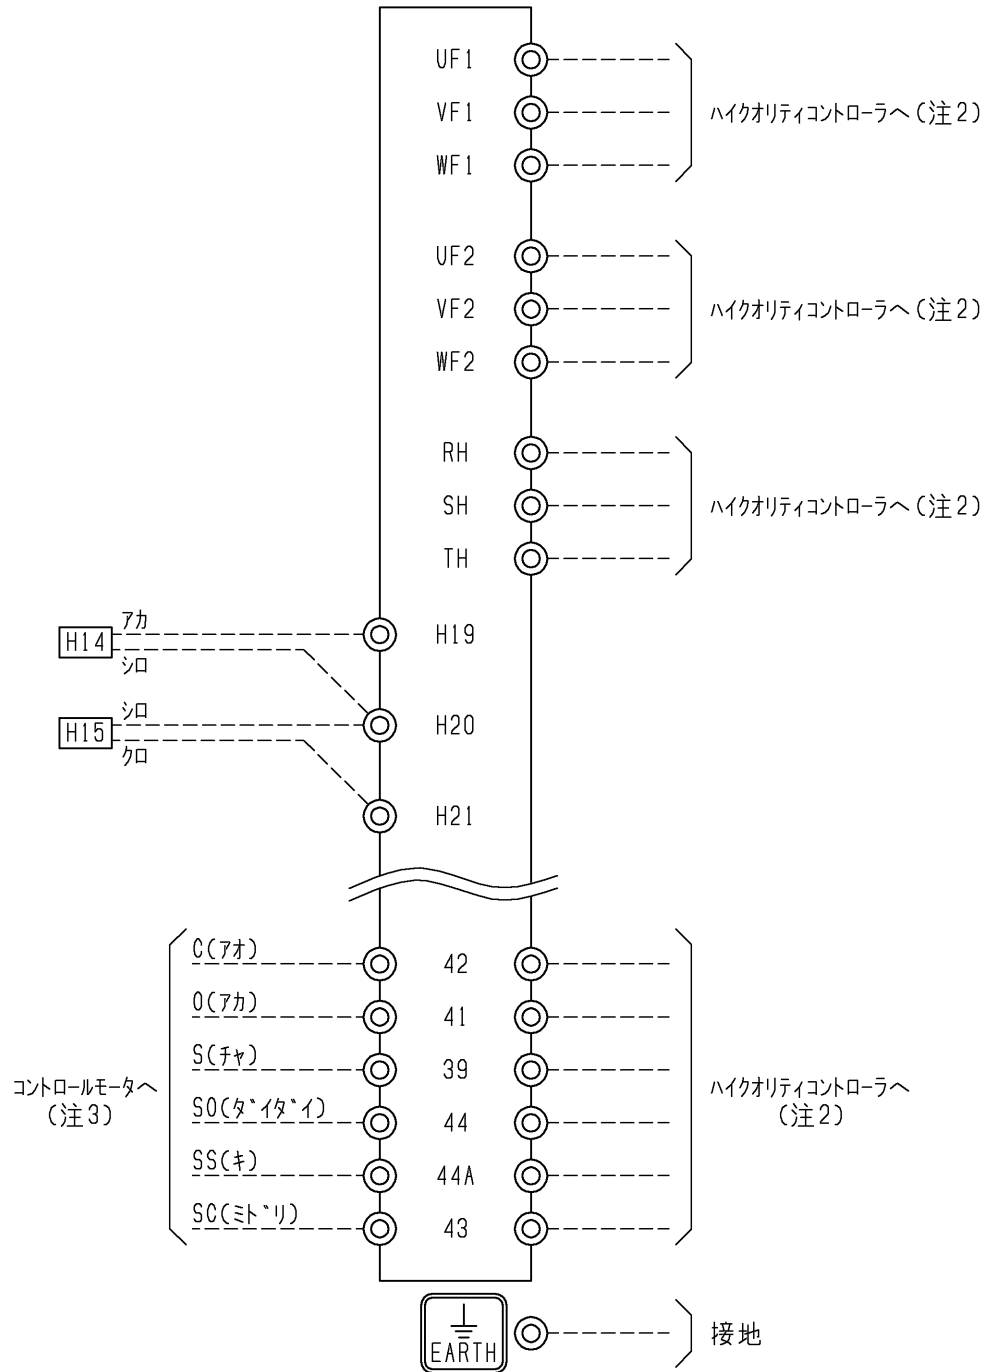 UF1
VF1
ハイクオリティコントローラへ(注2)
WF1
UF2
VF2
ハイクオリティコントローラへ(注2)
WF2
RH
SH
ハイクオリティコントローラへ(注2)
TH
アカ
H14
H19
シロ
シロ
H15
H20
クロ
H21
C(アオ)
42
O(アカ)
41
S(チャ)
39
コントロールモータへ
(注3)
ハイクオリティコントローラへ
(注2)
SO(ダイダイ)
44
SS(キ)
44A
SC(ミドリ)
43
EARTH
接地